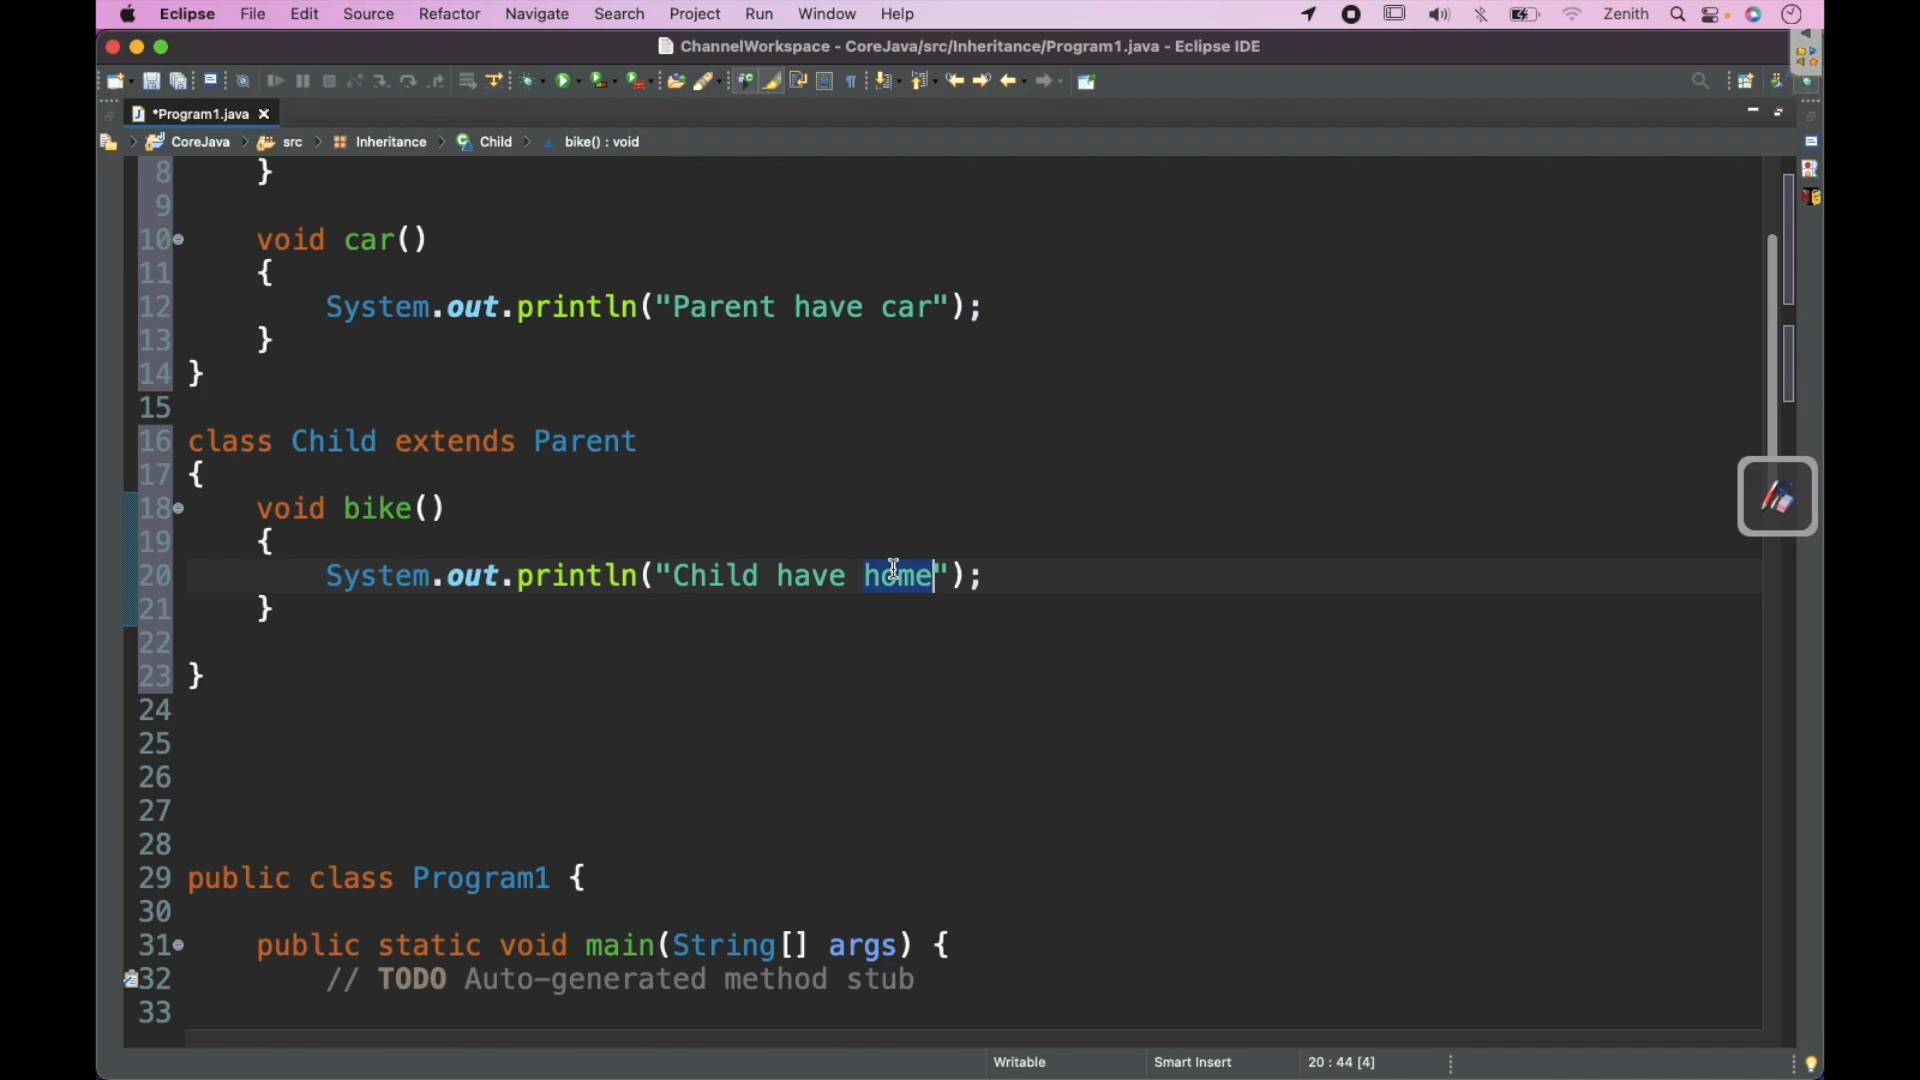 Eclipse File Edit Source Refactor Navigate Search Project Run Window Help Zenith
ChannelWorkspace - CoreJava/src/Inheritance/Program1.java - Eclipse IDE
*Program1.java
CoreJava src Inheritance Child bike() : void
8 }
9
10 void car()
11 {
12 System.out.println("Parent have car");
13 }
14 }
15
16 class Child extends Parent
17 {
18 void bike()
19 {
20 System.out.println("Child have home");
21 }
22
23 }
24
25
26
27
28
29 public class Program1 {
30
31 public static void main(String[] args) {
32 // TODO Auto-generated method stub
33
Writable Smart Insert 20 : 44 [4]